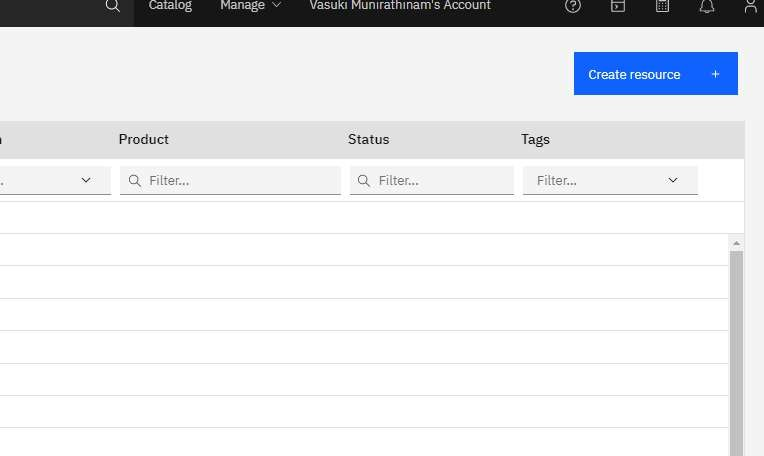 Catalog Manage Vasuki Munirathinam's Account
Create resource +
Product Status Tags
Filter... Filter... Filter...